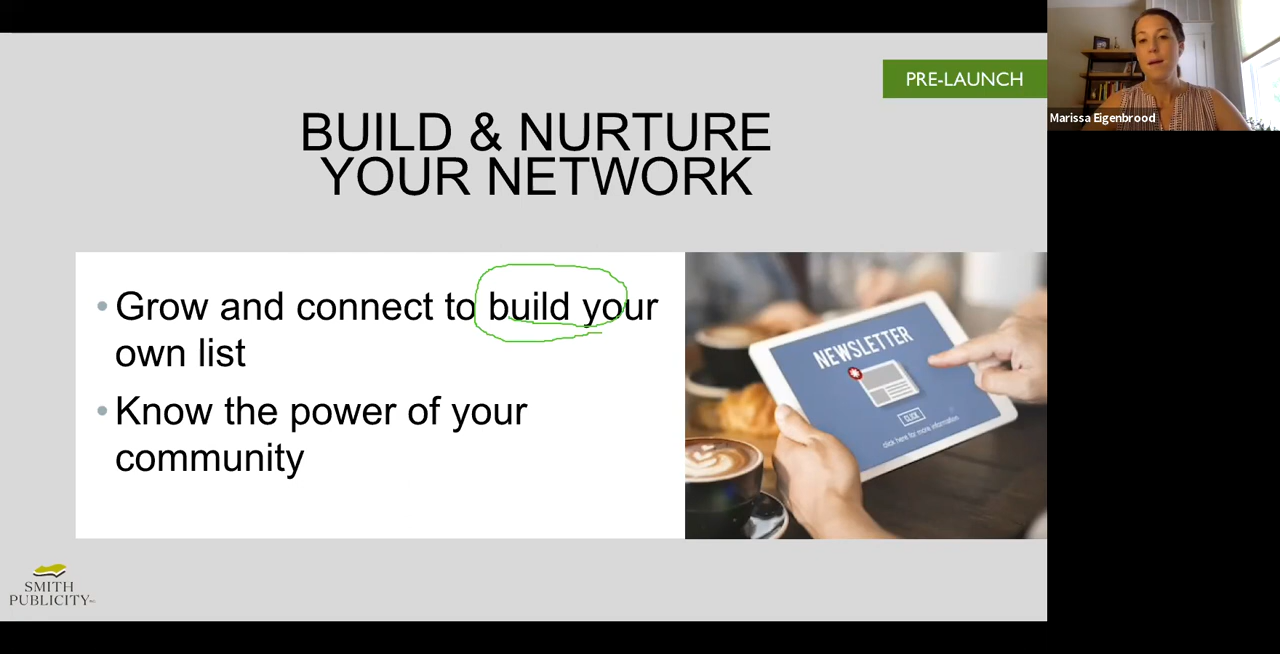 PRE-LAUNCH
Marissa Eigenbrood
BUILD & NURTURE
YOUR NETWORK
• Grow and connect to build your
own list
• Know the power of your
community
NEWSLETTER
CLICK
click here for more information
SMITH
PUBLICITY